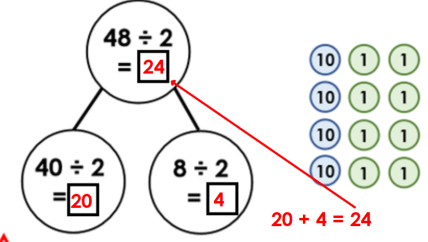 48 ÷ 2
= 24
40 ÷ 2
= 20
8 ÷ 2
= 4
10 1 1
10 1 1
10 1 1
10 1 1
20 + 4 = 24